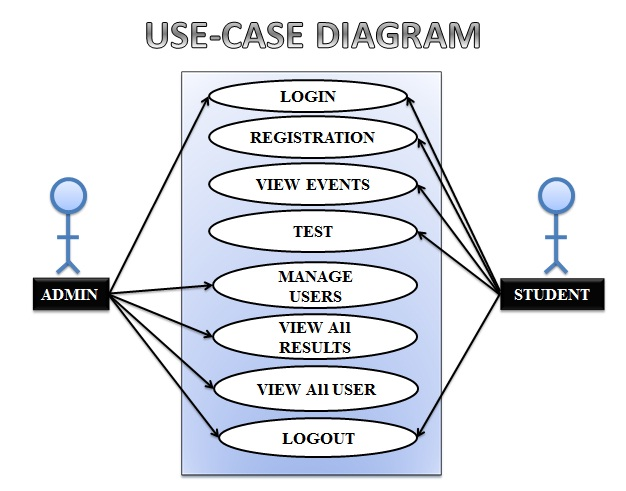 USE-CASE DIAGRAM
LOGIN
REGISTRATION
VIEW EVENTS
TEST
MANAGE
USERS
ADMIN
STUDENT
VIEW All
RESULTS
VIEW All USER
LOGOUT